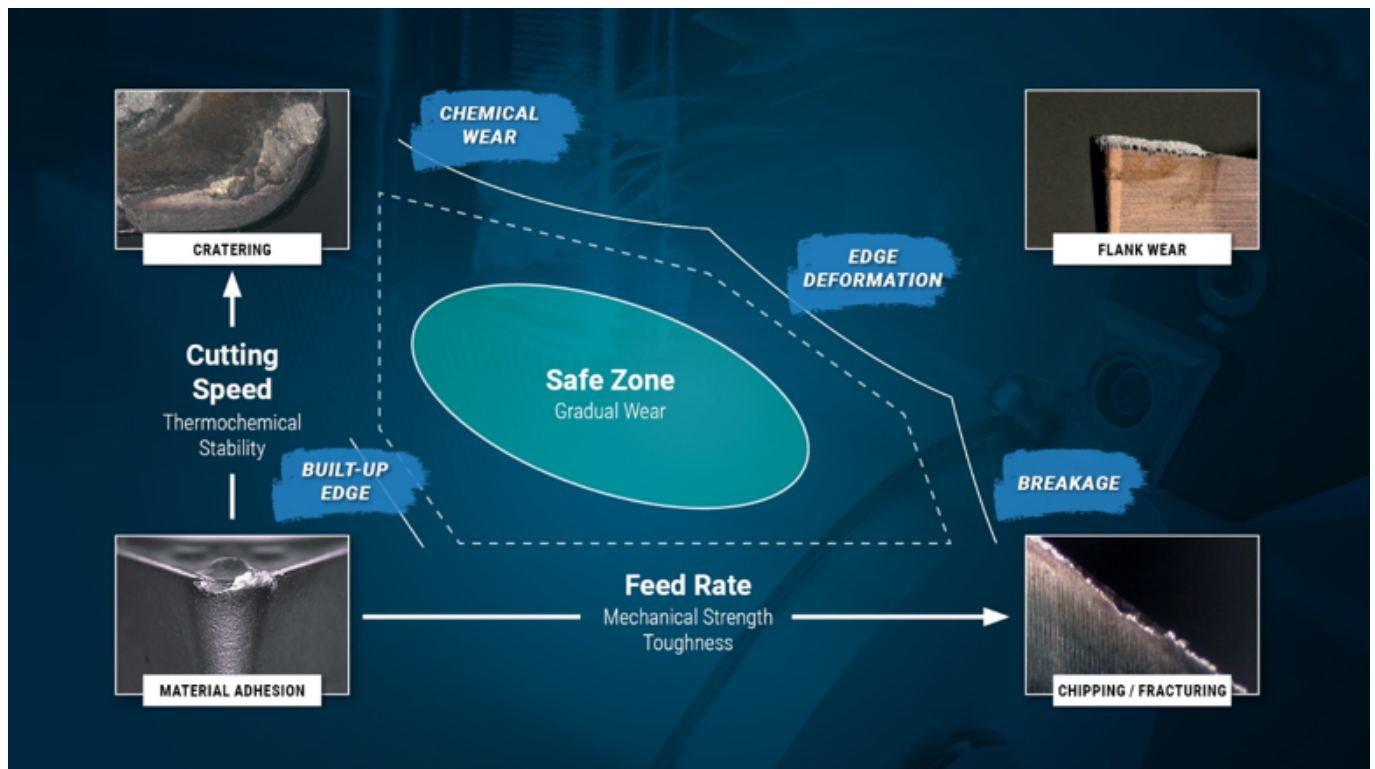 CHEMICAL
WEAR
CRATERING
FLANK WEAR
EDGE
DEFORMATION
Cutting
Speed
Thermochemical
Stability
Safe Zone
Gradual Wear
BUILT-UP
EDGE
BREAKAGE
Feed Rate
Mechanical Strength
Toughness
MATERIAL ADHESION
CHIPPING / FRACTURING